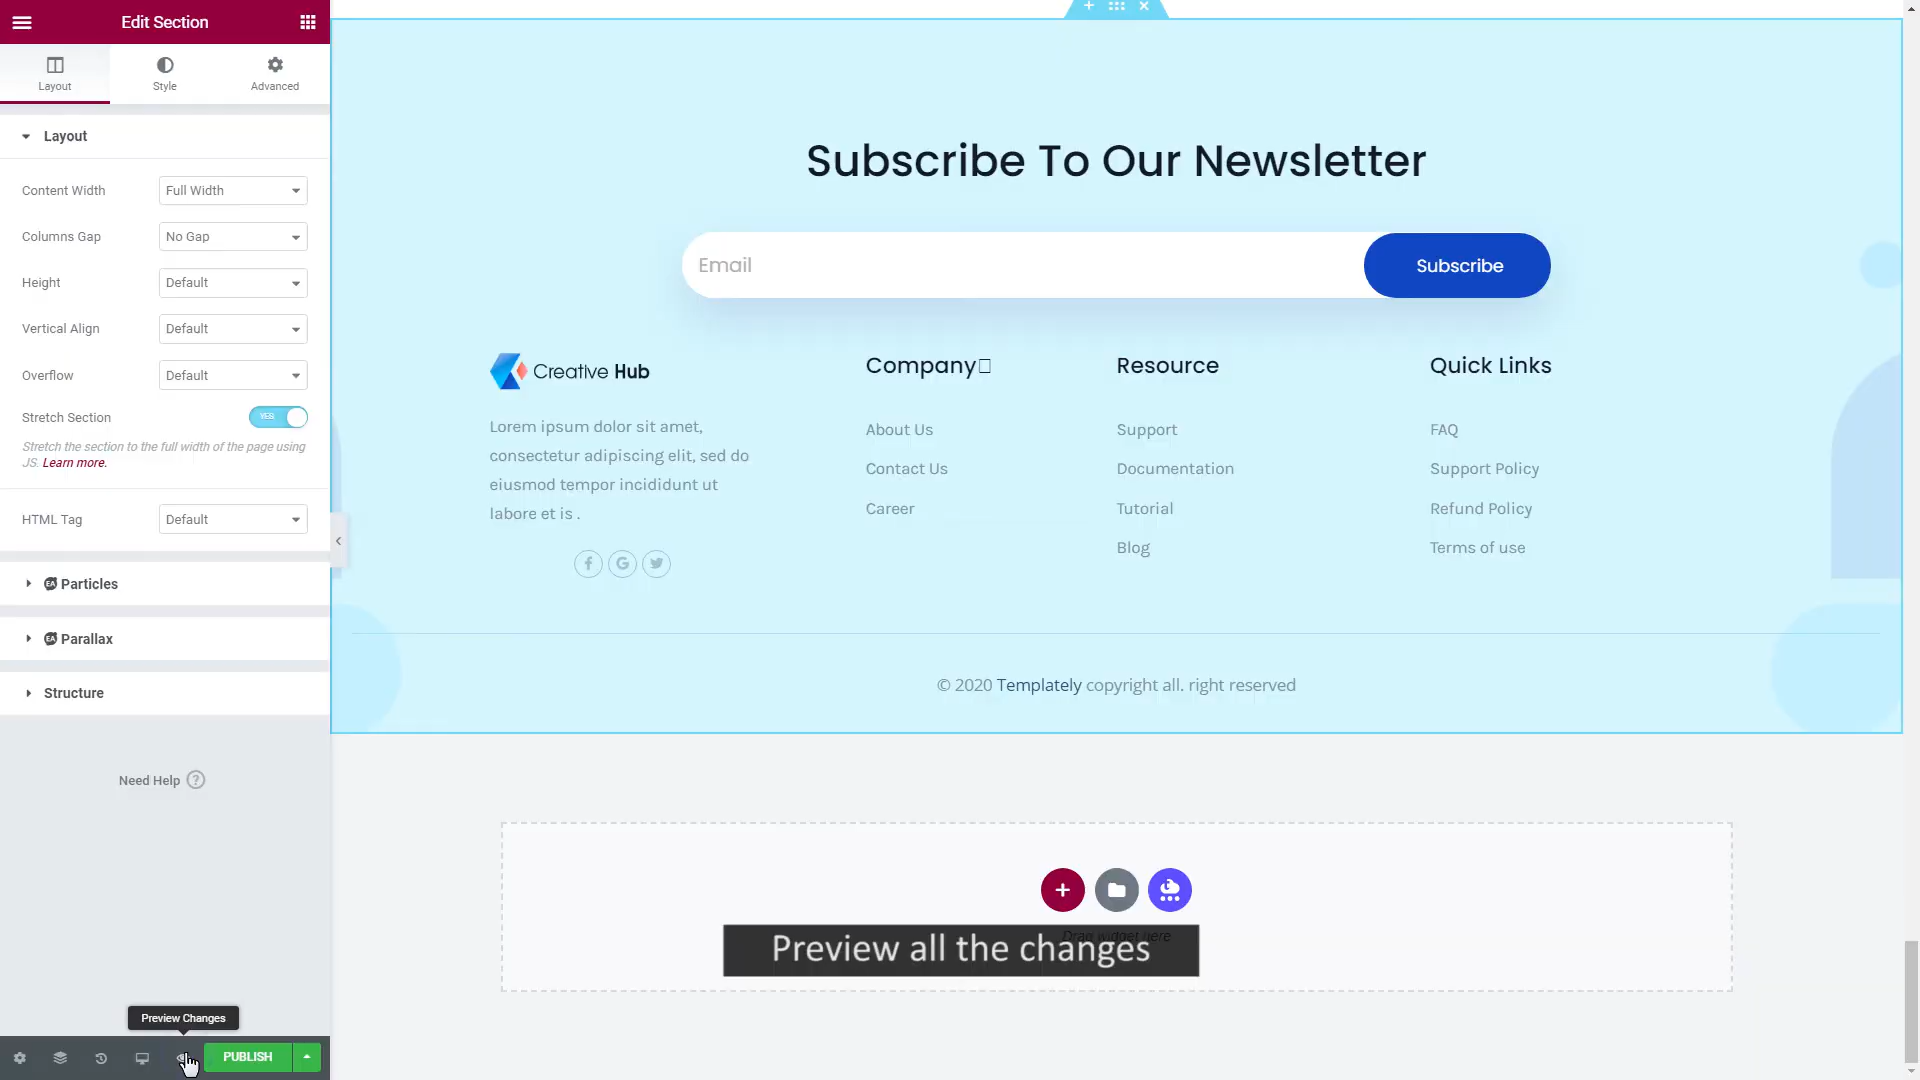 Edit Section
Layout
Style
Advanced
Layout
Content Width
Full Width
Columns Gap
No Gap
Height
Default
Vertical Align
Default
Overflow
Default
Stretch Section
YES
Stretch the section to the full width of the page using
JS. Learn more.
HTML Tag
Default
Particles
Parallax
Structure
Need Help
Preview Changes
PUBLISH
Subscribe To Our Newsletter
Email
Subscribe
Creative Hub
Lorem ipsum dolor sit amet,
consectetur adipiscing elit, sed do
eiusmod tempor incididunt ut
labore et is .
Company
About Us
Contact Us
Career
Resource
Support
Documentation
Tutorial
Blog
Quick Links
FAQ
Support Policy
Refund Policy
Terms of use
© 2020 Templately copyright all. right reserved
Drag widget here
Preview all the changes